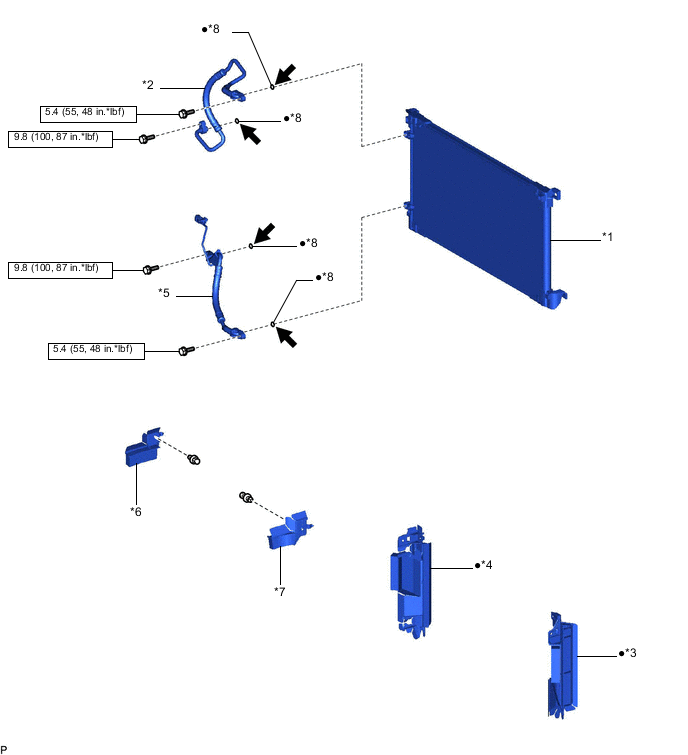 ●*8
*2
5.4 (55, 48 in.*lbf)
●*8
9.8 (100, 87 in.*lbf)
*1
●*8
9.8 (100, 87 in.*lbf)
●*8
*5
5.4 (55, 48 in.*lbf)
*6
*7
●*4
●*3
P